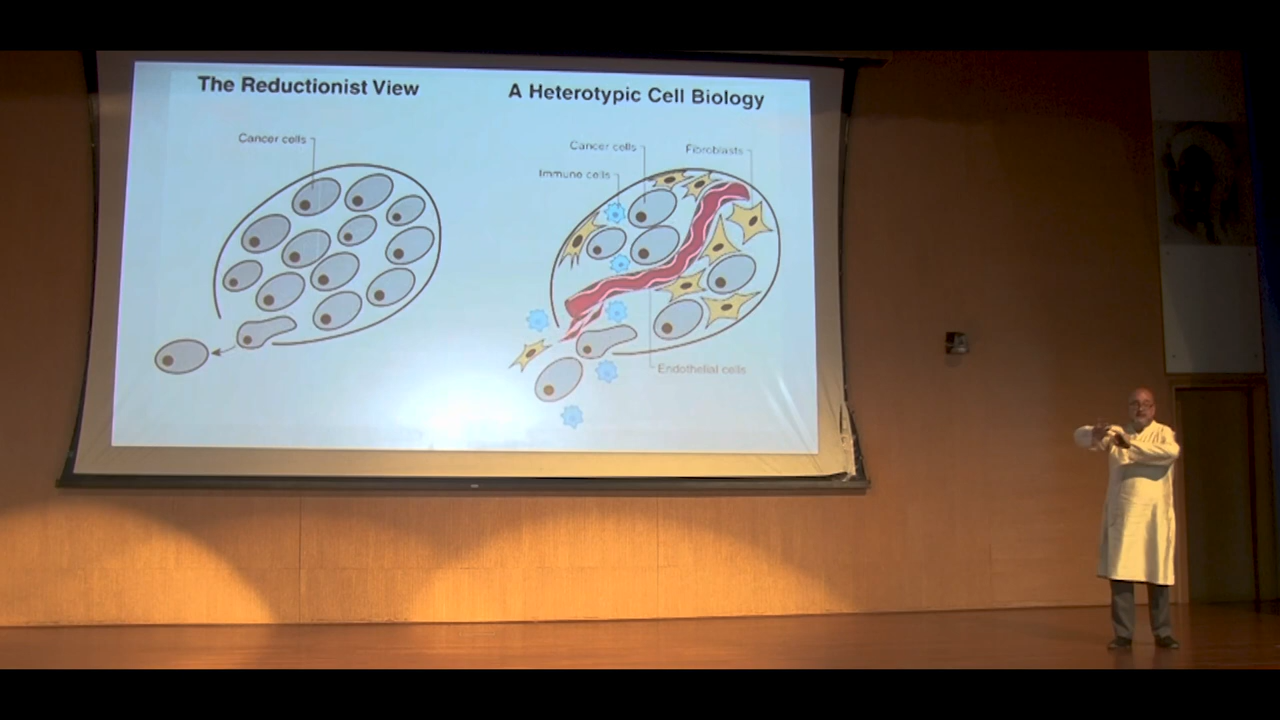 The Reductionist View
A Heterotypic Cell Biology
Cancer cells
Cancer cells
Fibroblasts
Immune cells
Endothelial cells